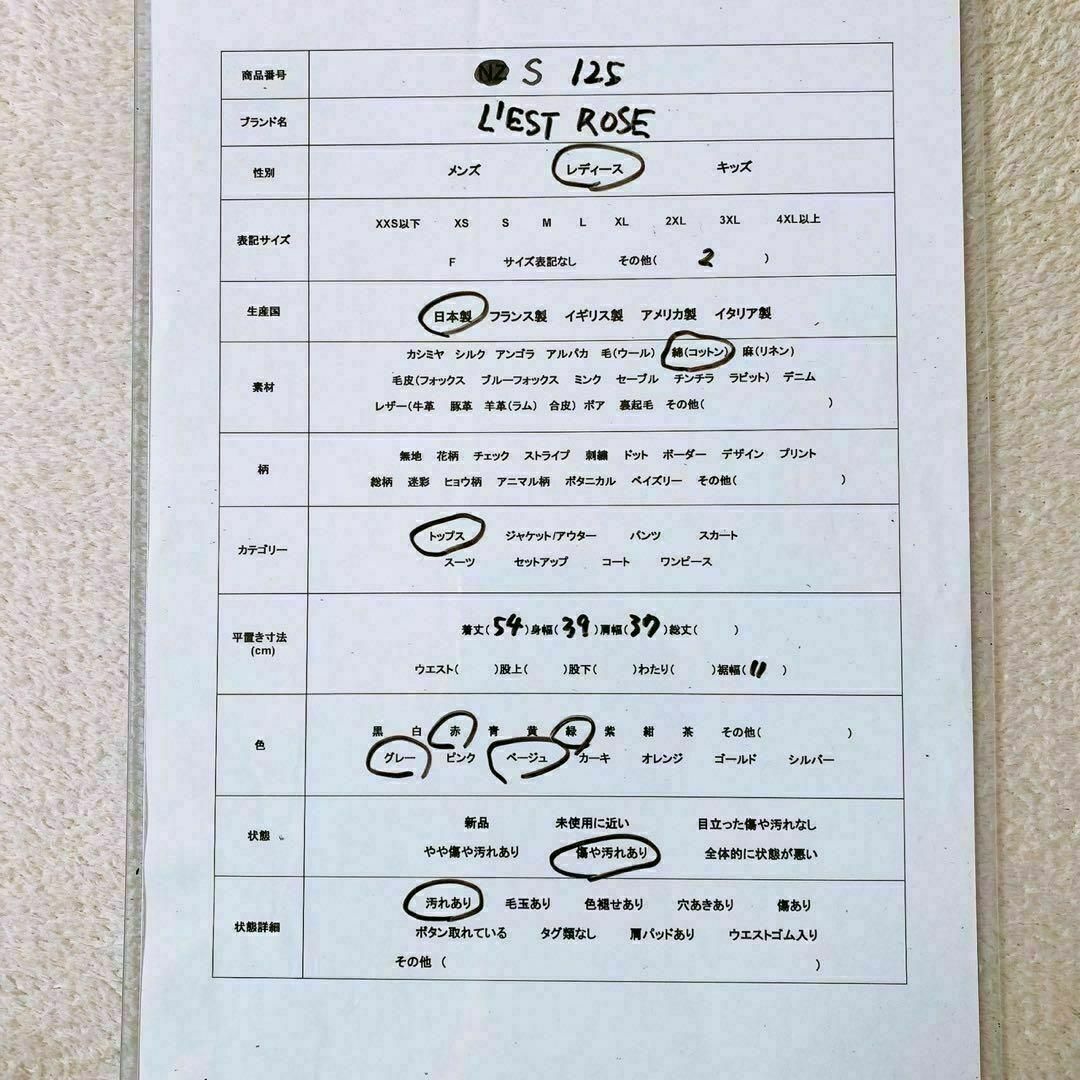 商品番号 NZ S 125
ブランド名 L'EST ROSE
性別 メンズ レディース キッズ
表記サイズ
XXS以下 XS S M L XL 2XL 3XL 4XL以上
F サイズ表記なし その他( 2 )
生産国 日本製 フランス製 イギリス製 アメリカ製 イタリア製
素材
カシミヤ シルク アンゴラ アルパカ 毛(ウール) 綿(コットン) 麻(リネン)
毛皮(フォックス ブルーフォックス ミンク セーブル チンチラ ラビット) デニム
レザー(牛革 豚革 羊革(ラム) 合皮) ボア 裏起毛 その他( )
柄
無地 花柄 チェック ストライプ 刺繍 ドット ボーダー デザイン プリント
総柄 迷彩 ヒョウ柄 アニマル柄 ボタニカル ペイズリー その他( )
カテゴリー
トップス ジャケット/アウター パンツ スカート
スーツ セットアップ コート ワンピース
平置き寸法
(cm)
着丈(54)身幅(39)肩幅(37)総丈( )
ウエスト( )股上( )股下( )わたり( )裾幅(11 )
色
黒 白 赤 青 黄 緑 紫 紺 茶 その他( )
グレー ピンク ベージュ カーキ オレンジ ゴールド シルバー
状態
新品 未使用に近い 目立った傷や汚れなし
やや傷や汚れあり 傷や汚れあり 全体的に状態が悪い
状態詳細
汚れあり 毛玉あり 色褪せあり 穴あきあり 傷あり
ボタン取れている タグ類なし 肩パッドあり ウエストゴム入り
その他 ( )